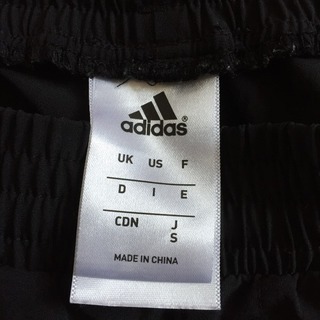 adidas
UK US F
D I E
CDN J
S
MADE IN CHINA